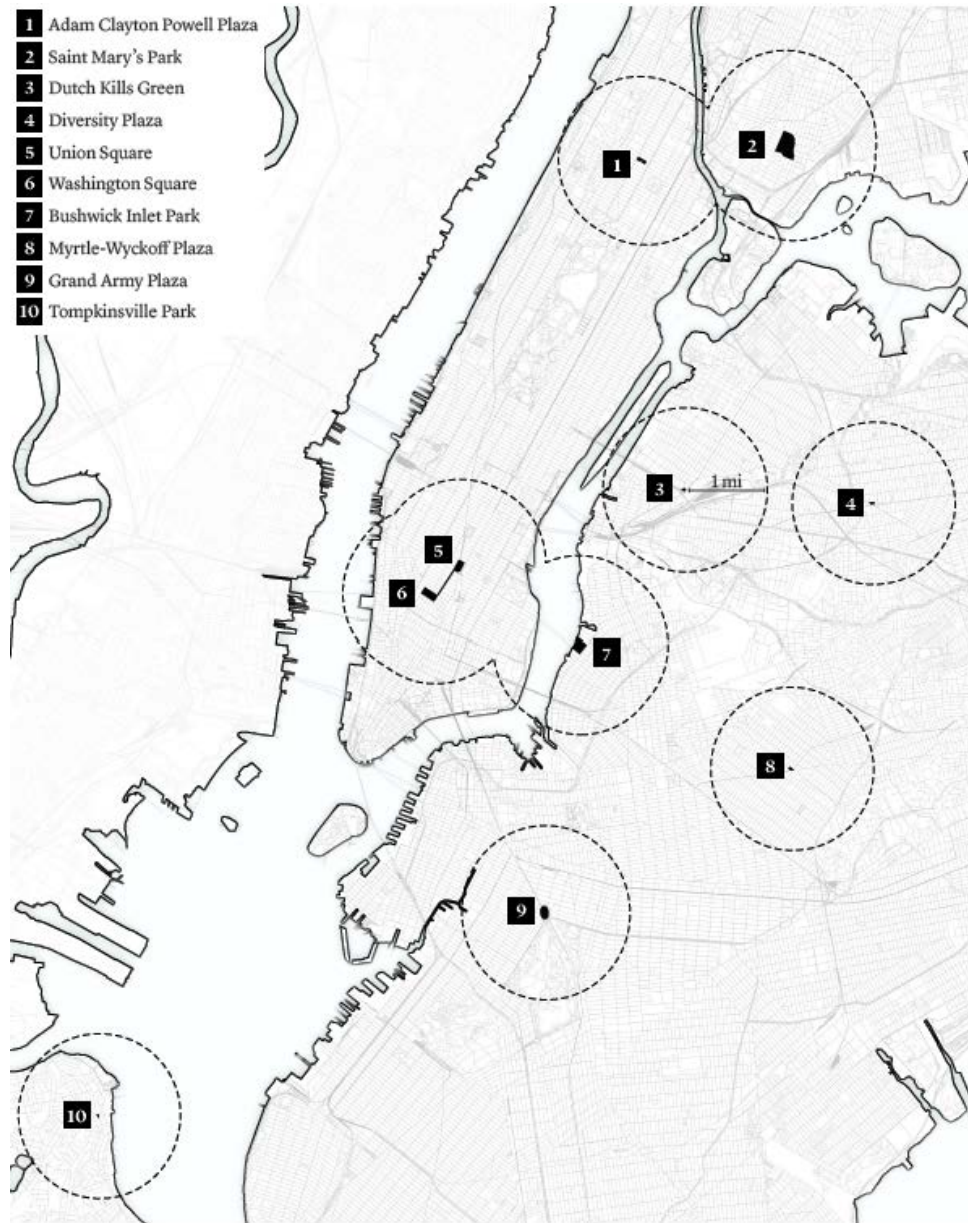 1 Adam Clayton Powell Plaza
2 Saint Mary’s Park
3 Dutch Kills Green
4 Diversity Plaza
5 Union Square
6 Washington Square
7 Bushwick Inlet Park
8 Myrtle-Wyckoff Plaza
9 Grand Army Plaza
10 Tompkinsville Park
1
2
3
1 mi
4
5
6
7
8
9
10